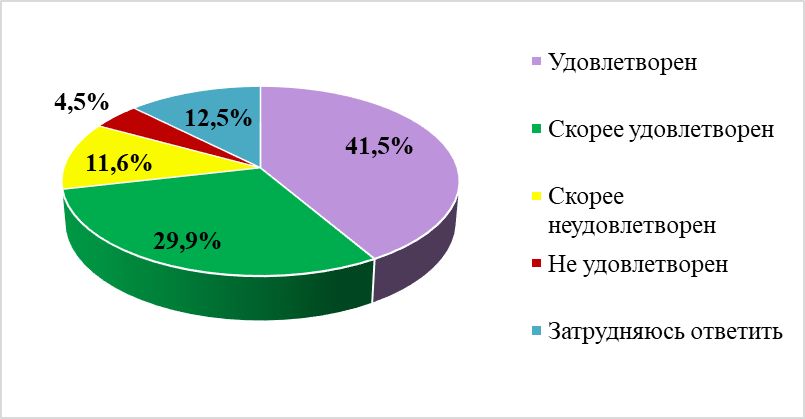 41,5%
29,9%
11,6%
4,5%
12,5%
Удовлетворен
Скорее удовлетворен
Скорее
неудовлетворен
Не удовлетворен
Затрудняюсь ответить